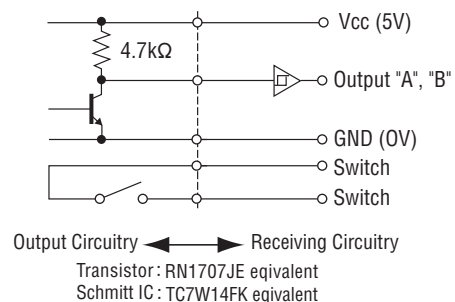 Vcc (5V)
4.7kΩ
Output "A", "B"
GND (0V)
Switch
Switch
Output Circuitry
Receiving Circuitry
Transistor : RN1707JE eqivalent
Schmitt IC : TC7W14FK eqivalent